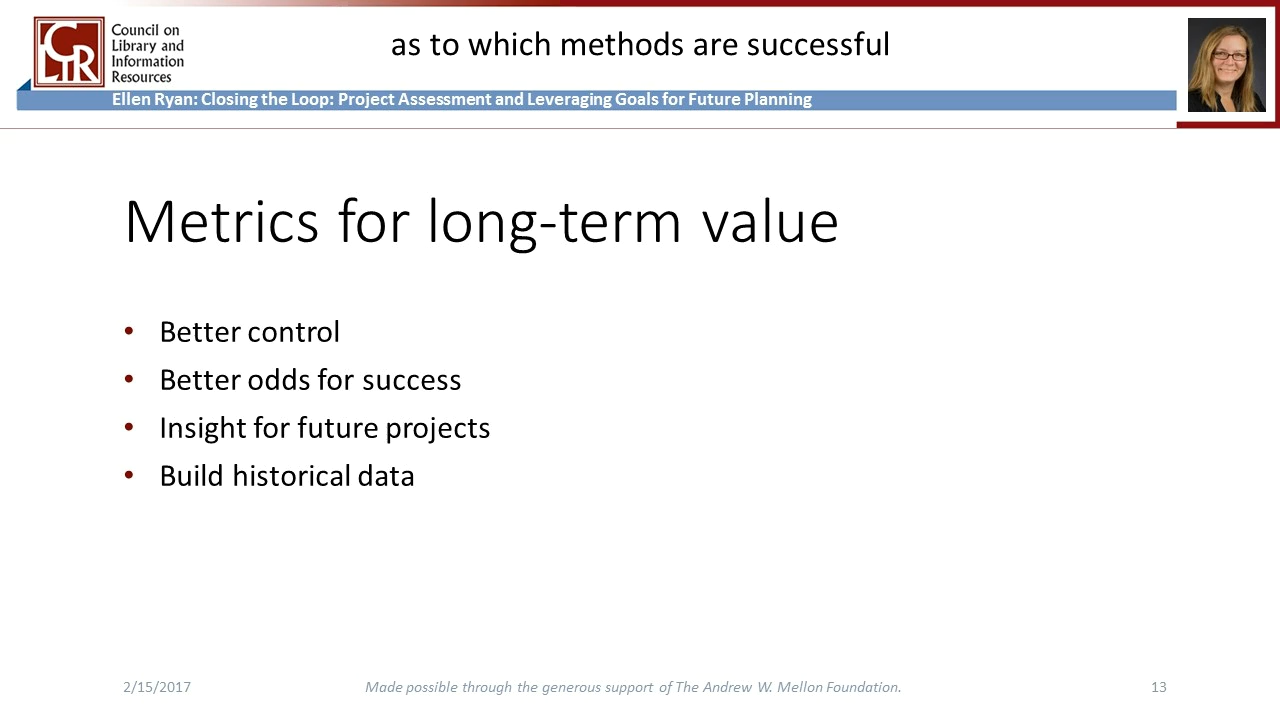 CLIR
Council on
Library and
Information
Resources
as to which methods are successful
Ellen Ryan: Closing the Loop: Project Assessment and Leveraging Goals for Future Planning
Metrics for long-term value
• Better control
• Better odds for success
• Insight for future projects
• Build historical data
2/15/2017
Made possible through the generous support of The Andrew W. Mellon Foundation.
13